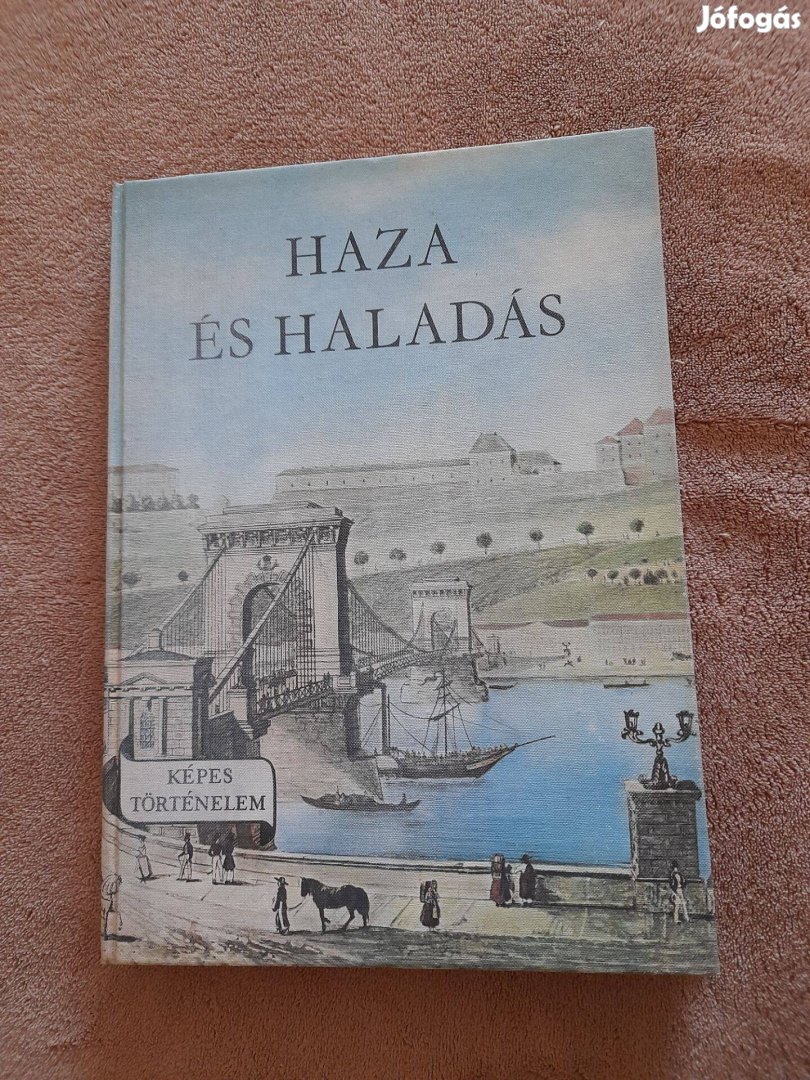 Jófogás
HAZA
ÉS HALADÁS
KÉPES
TÖRTÉNELEM